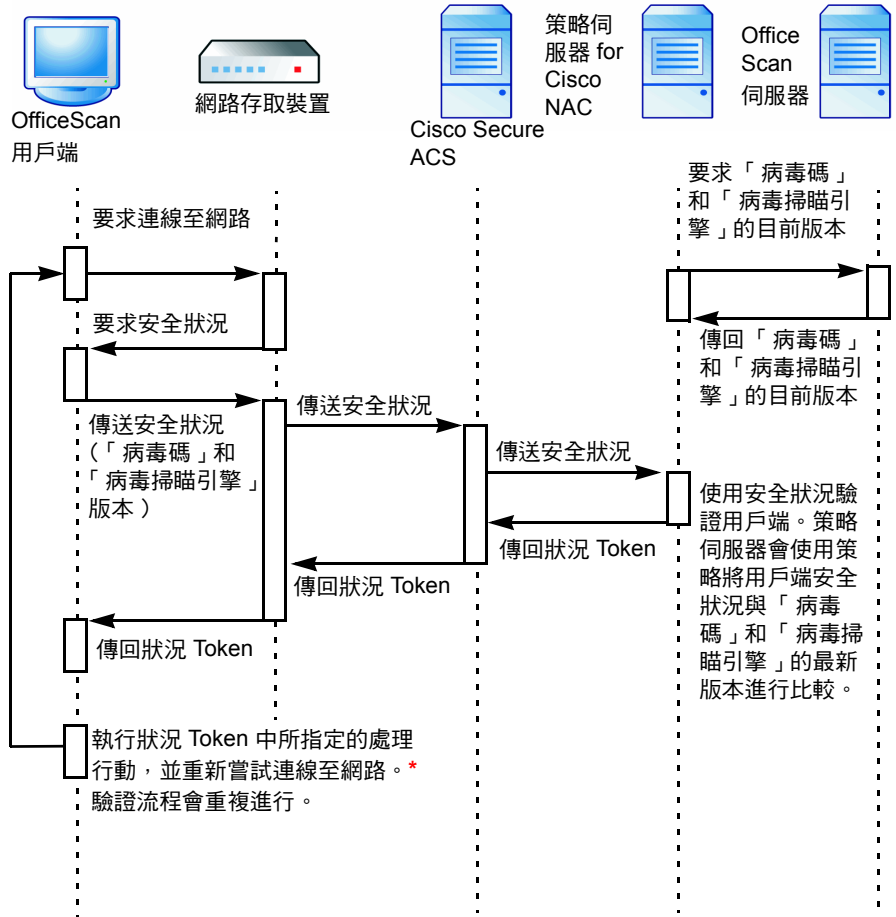 OfficeScan
用戶端
網路存取裝置
Cisco Secure
ACS
策略伺
服器 for
Cisco
NAC
Office
Scan
伺服器
要求「病毒碼」
和「病毒掃瞄引
擎」的目前版本
要求連線至網路
要求安全狀況
傳回「病毒碼」
和「病毒掃瞄引
擎」的目前版本
傳送安全狀況
(「病毒碼」和
「病毒掃瞄引擎」
版本)
傳送安全狀況
傳送安全狀況
使用安全狀況驗
證用戶端。策略
伺服器會使用策
略將用戶端安全
狀況與「病毒
碼」和「病毒掃
瞄引擎」的最新
版本進行比較。
傳回狀況 Token
傳回狀況 Token
傳回狀況 Token
執行狀況 Token 中所指定的處理
行動，並重新嘗試連線至網路。*
驗證流程會重複進行。